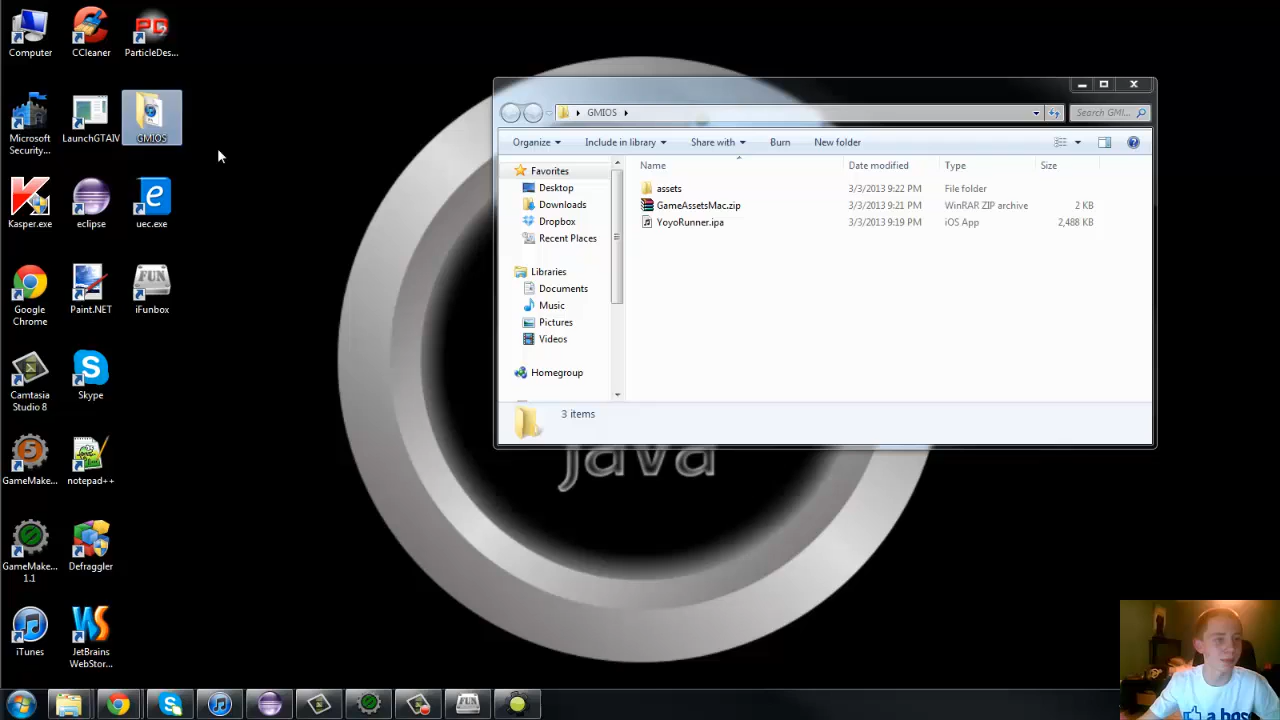 Computer
CCleaner
ParticleDes...
Microsoft Security...
LaunchGTAIV
GMIOS
Kasper.exe
eclipse
uec.exe
Google Chrome
Paint.NET
iFunbox
Camtasia Studio 8
Skype
GameMake...
notepad++
GameMake... 1.1
Defraggler
iTunes
JetBrains WebStor...
GMIOS
Search GMI...
Organize
Include in library
Share with
Burn
New folder
Name
Date modified
Type
Size
Favorites
Desktop
Downloads
Dropbox
Recent Places
Libraries
Documents
Music
Pictures
Videos
Homegroup
assets
3/3/2013 9:22 PM
File folder
GameAssetsMac.zip
3/3/2013 9:21 PM
WinRAR ZIP archive
2 KB
YoyoRunner.ipa
3/3/2013 9:19 PM
iOS App
2,488 KB
3 items
java
FUN
PC